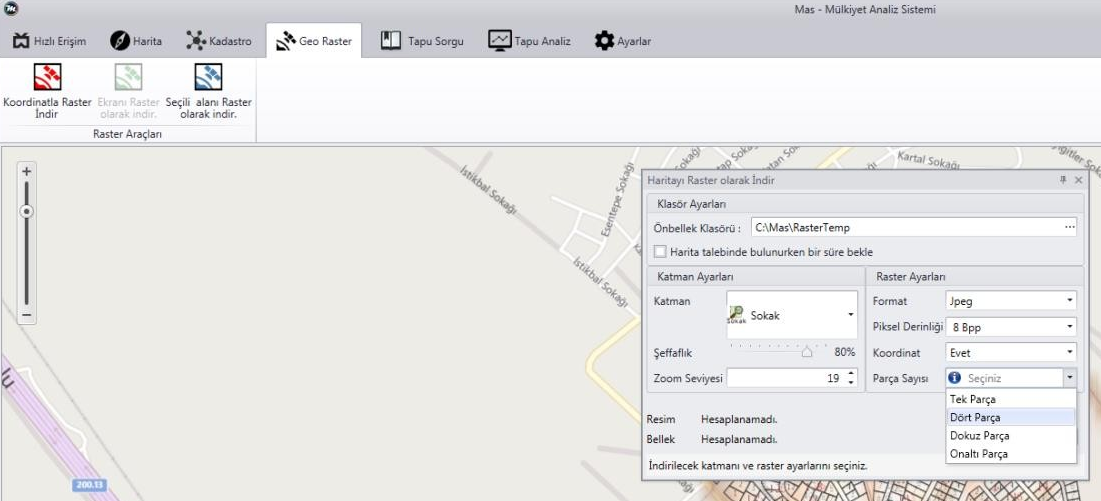 Mas - Mülkiyet Analiz Sistemi
Hızlı Erişim
Harita
Kadastro
Geo Raster
Tapu Sorgu
Tapu Analiz
Ayarlar
Koordinatla Raster
İndir
Ekranı Raster
olarak indir.
Seçili alanı Raster
olarak indir.
Raster Araçları
İstikbal Sokağı
Esentepe Sokağı
İstikbal Sokağı
Kartal Sokağı
200.13
Haritayı Raster olarak İndir
Klasör Ayarları
Önbellek Klasörü :
C:\Mas\RasterTemp
...
Harita talebinde bulunurken bir süre bekle
Katman Ayarları
Katman
Sokak
Sokak
Şeffaflık
80%
Zoom Seviyesi
19
Raster Ayarları
Format
Jpeg
Piksel Derinliği
8 Bpp
Koordinat
Evet
Parça Sayısı
Seçiniz
Tek Parça
Dört Parça
Dokuz Parça
Onaltı Parça
Resim Hesaplanamadı.
Bellek Hesaplanamadı.
İndirilecek katmanı ve raster ayarlarını seçiniz.